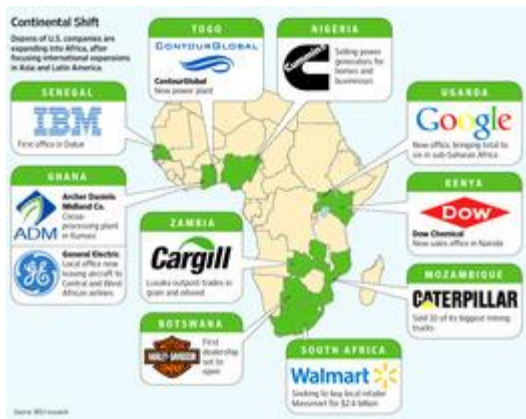 Continental Shift
Dozens of U.S. companies are
expanding into Africa, after
focusing international expansions
in Asia and Latin America.
TOGO
CONTOURGLOBAL
ContourGlobal
New power plant
NIGERIA
Cummins
Selling power
generators for
homes and
businesses
SENEGAL
IBM
First office in Dakar
UGANDA
Google
New office, bringing total to
six in sub-Saharan Africa
GHANA
ADM
Archer Daniels
Midland Co.
Cocoa-
processing plant
in Kumasi
GE
General Electric
Local office now
leasing aircraft to
Central and West
African airlines
KENYA
DOW
Dow Chemical
New sales office in Nairobi
ZAMBIA
Cargill
Lusaka outpost trades in
grain and oilseed
MOZAMBIQUE
CATERPILLAR
Sold 10 of its biggest mining
trucks.
BOTSWANA
HARLEY-DAVIDSON
First
dealership
set to
open
SOUTH AFRICA
Walmart
Seeking to buy local retailer
Massmart for $2.4 billion
Source: WSJ research